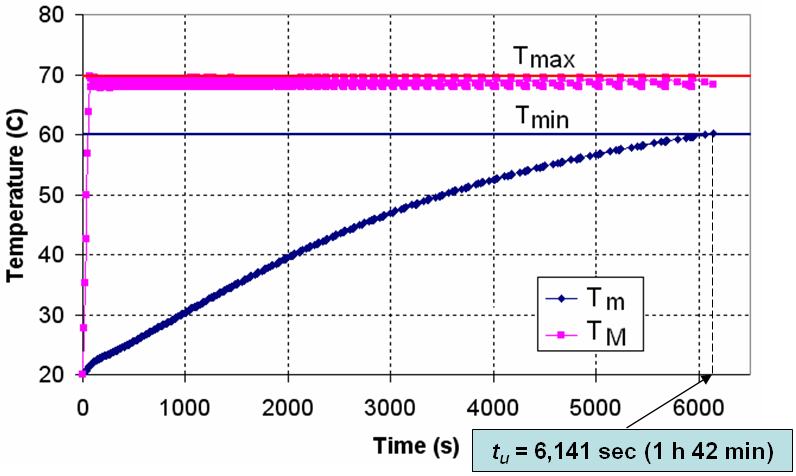 80
70
60
50
40
30
20
Temperature (C)
Tmax
Tmin
Tm
TM
0
1000
2000
3000
4000
5000
6000
Time (s)
tu = 6,141 sec (1 h 42 min)